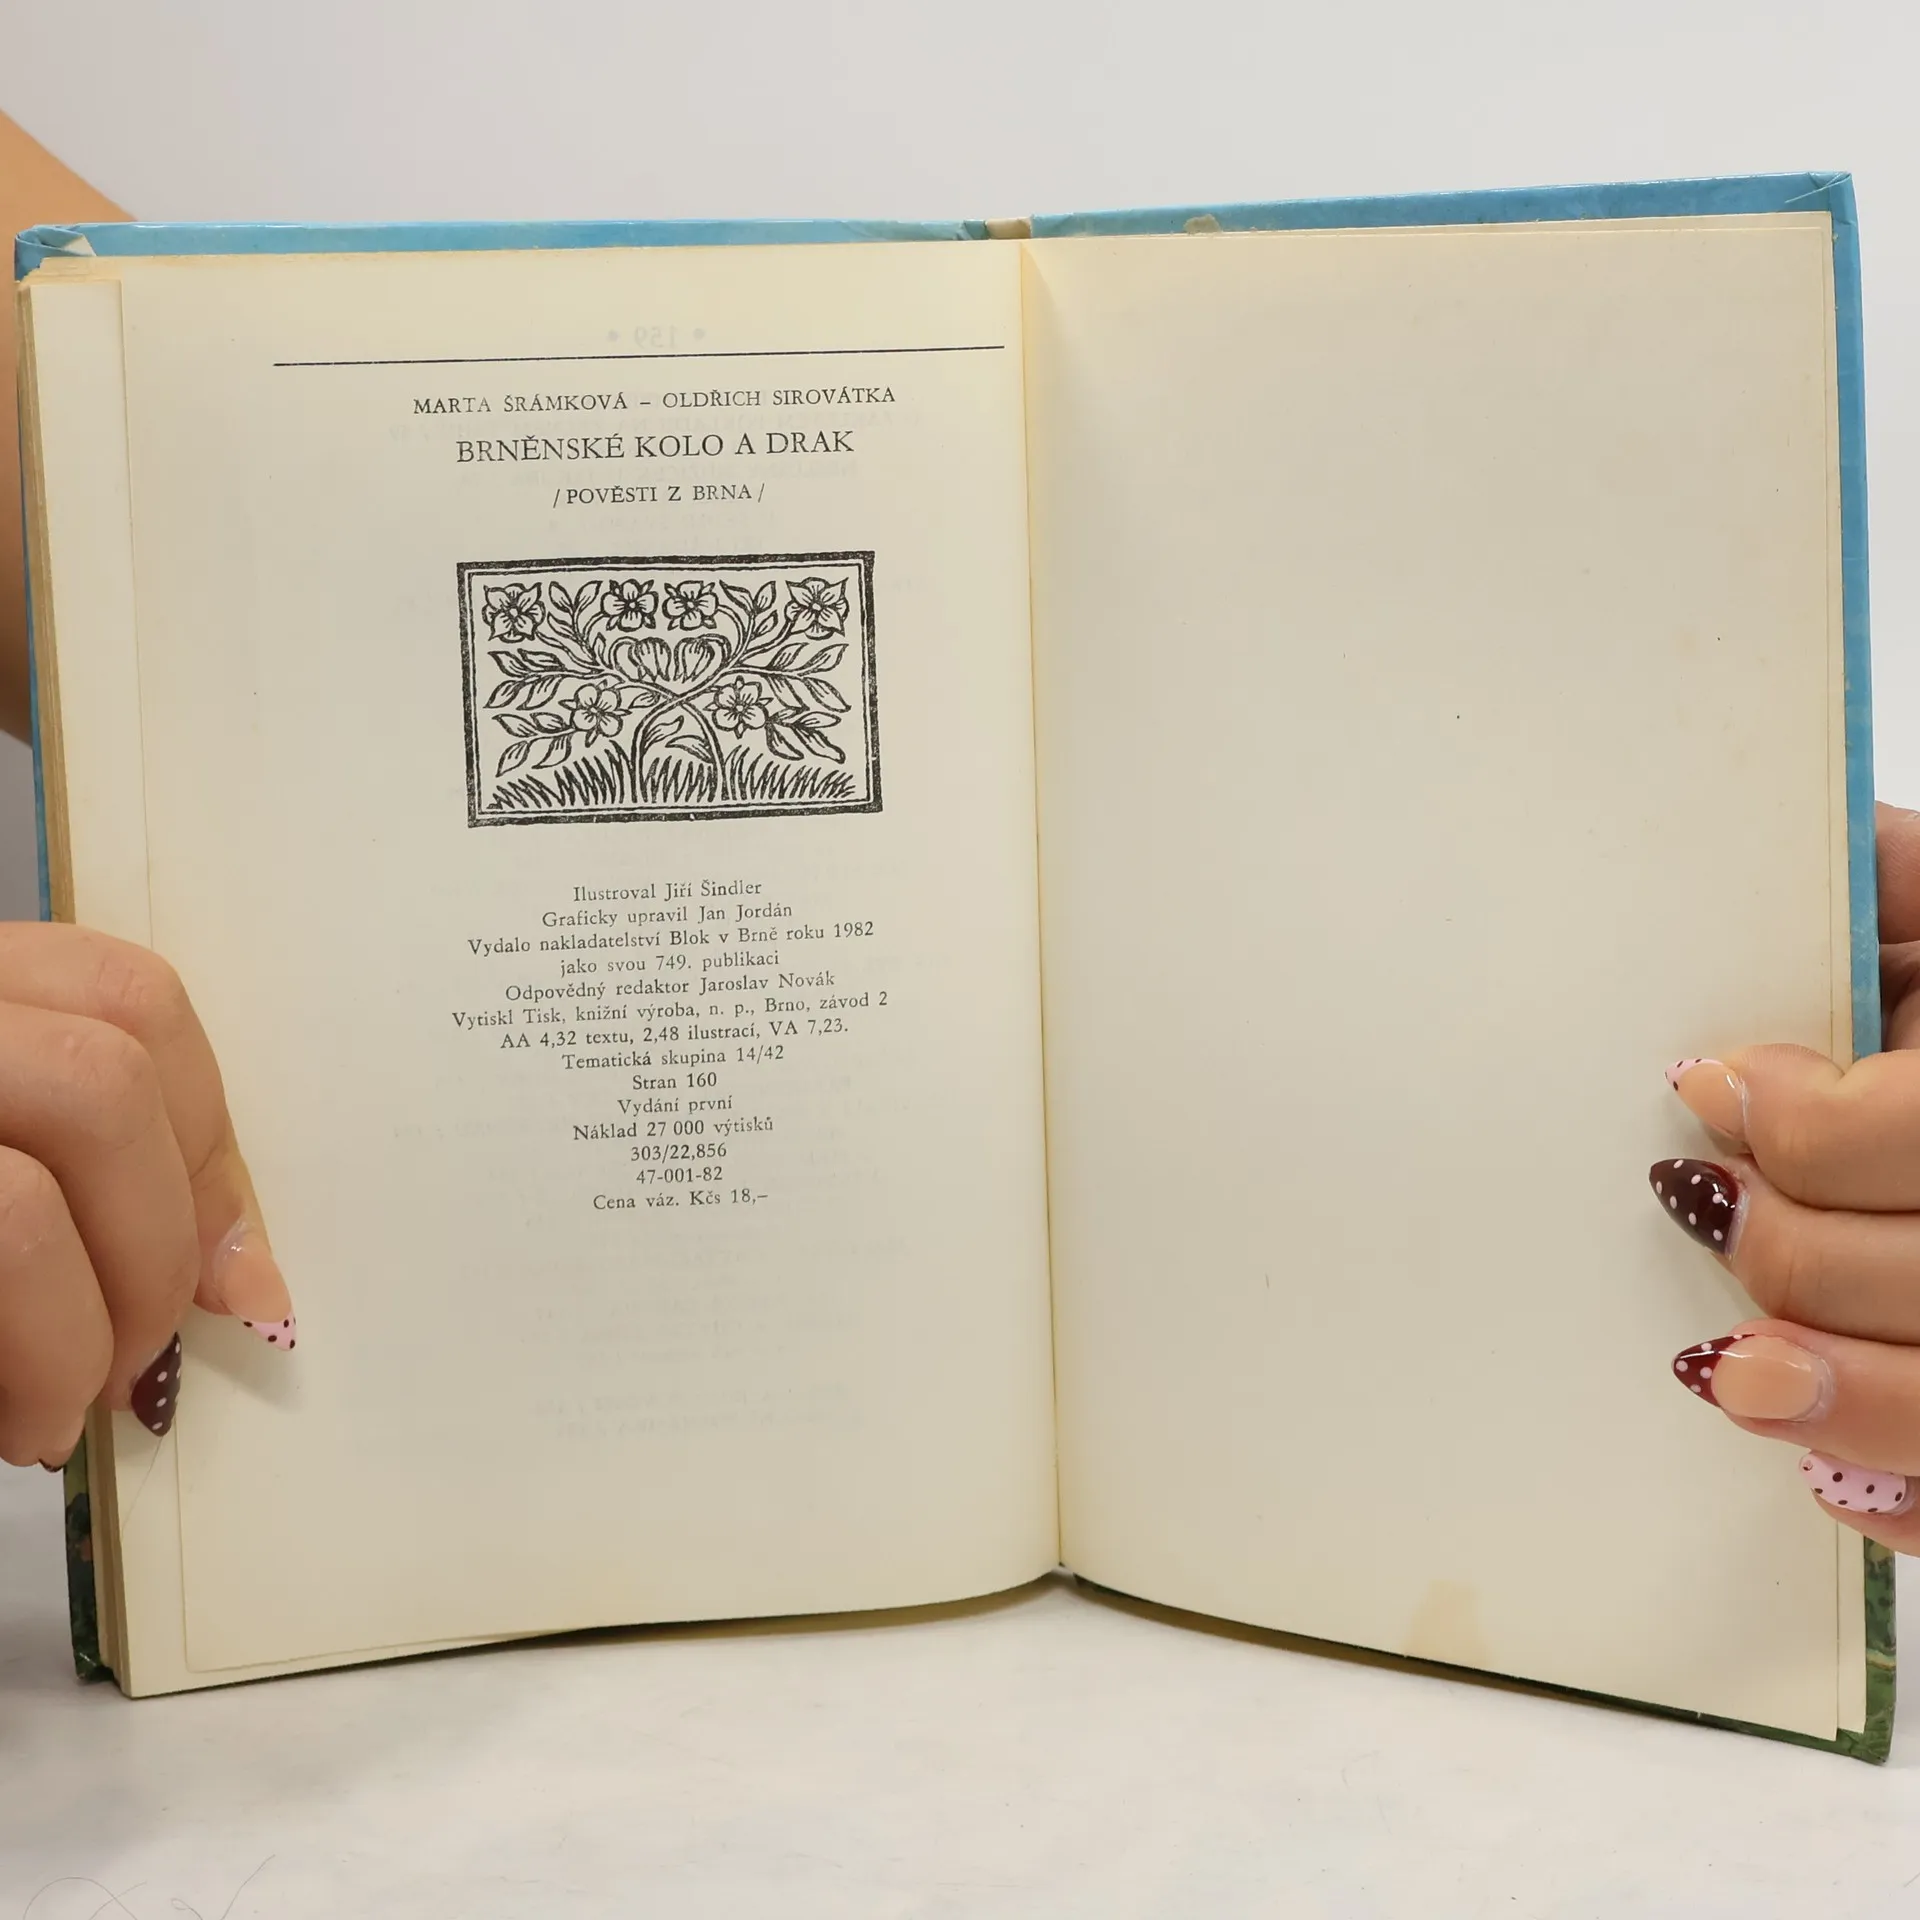 MARTA ŠRÁMKOVÁ – OLDŘICH SIROVÁTKA
BRNĚNSKÉ KOLO A DRAK
/POVĚSTI Z BRNA/
Ilustroval Jiří Šindler
Graficky upravil Jan Jordán
Vydalo nakladatelství Blok v Brně roku 1982
jako svou 749. publikaci
Odpovědný redaktor Jaroslav Novák
Vytiskl Tisk, knižní výroba, n. p., Brno, závod 2
AA 4,32 textu, 2,48 ilustrací, VA 7,23.
Tematická skupina 14/42
Stran 160
Vydání první
Náklad 27 000 výtisků
303/22,856
47-001-82
Cena váz. Kčs 18,–